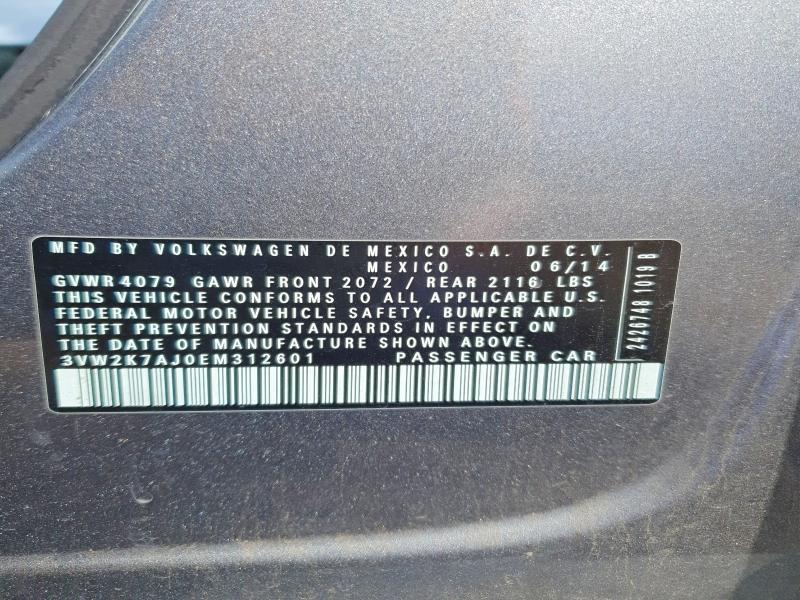 MFD BY VOLKSWAGEN DE MEXICO S.A. DE C.V.
MEXICO 06/14
GVWR 4079 GAWR FRONT 2072 / REAR 2116 LBS
THIS VEHICLE CONFORMS TO ALL APPLICABLE U.S.
FEDERAL MOTOR VEHICLE SAFETY, BUMPER AND
THEFT PREVENTION STANDARDS IN EFFECT ON
THE DATE OF MANUFACTURE SHOWN ABOVE.
3VW2K7AJ0EM312601 PASSENGER CAR
2426748 1019 B